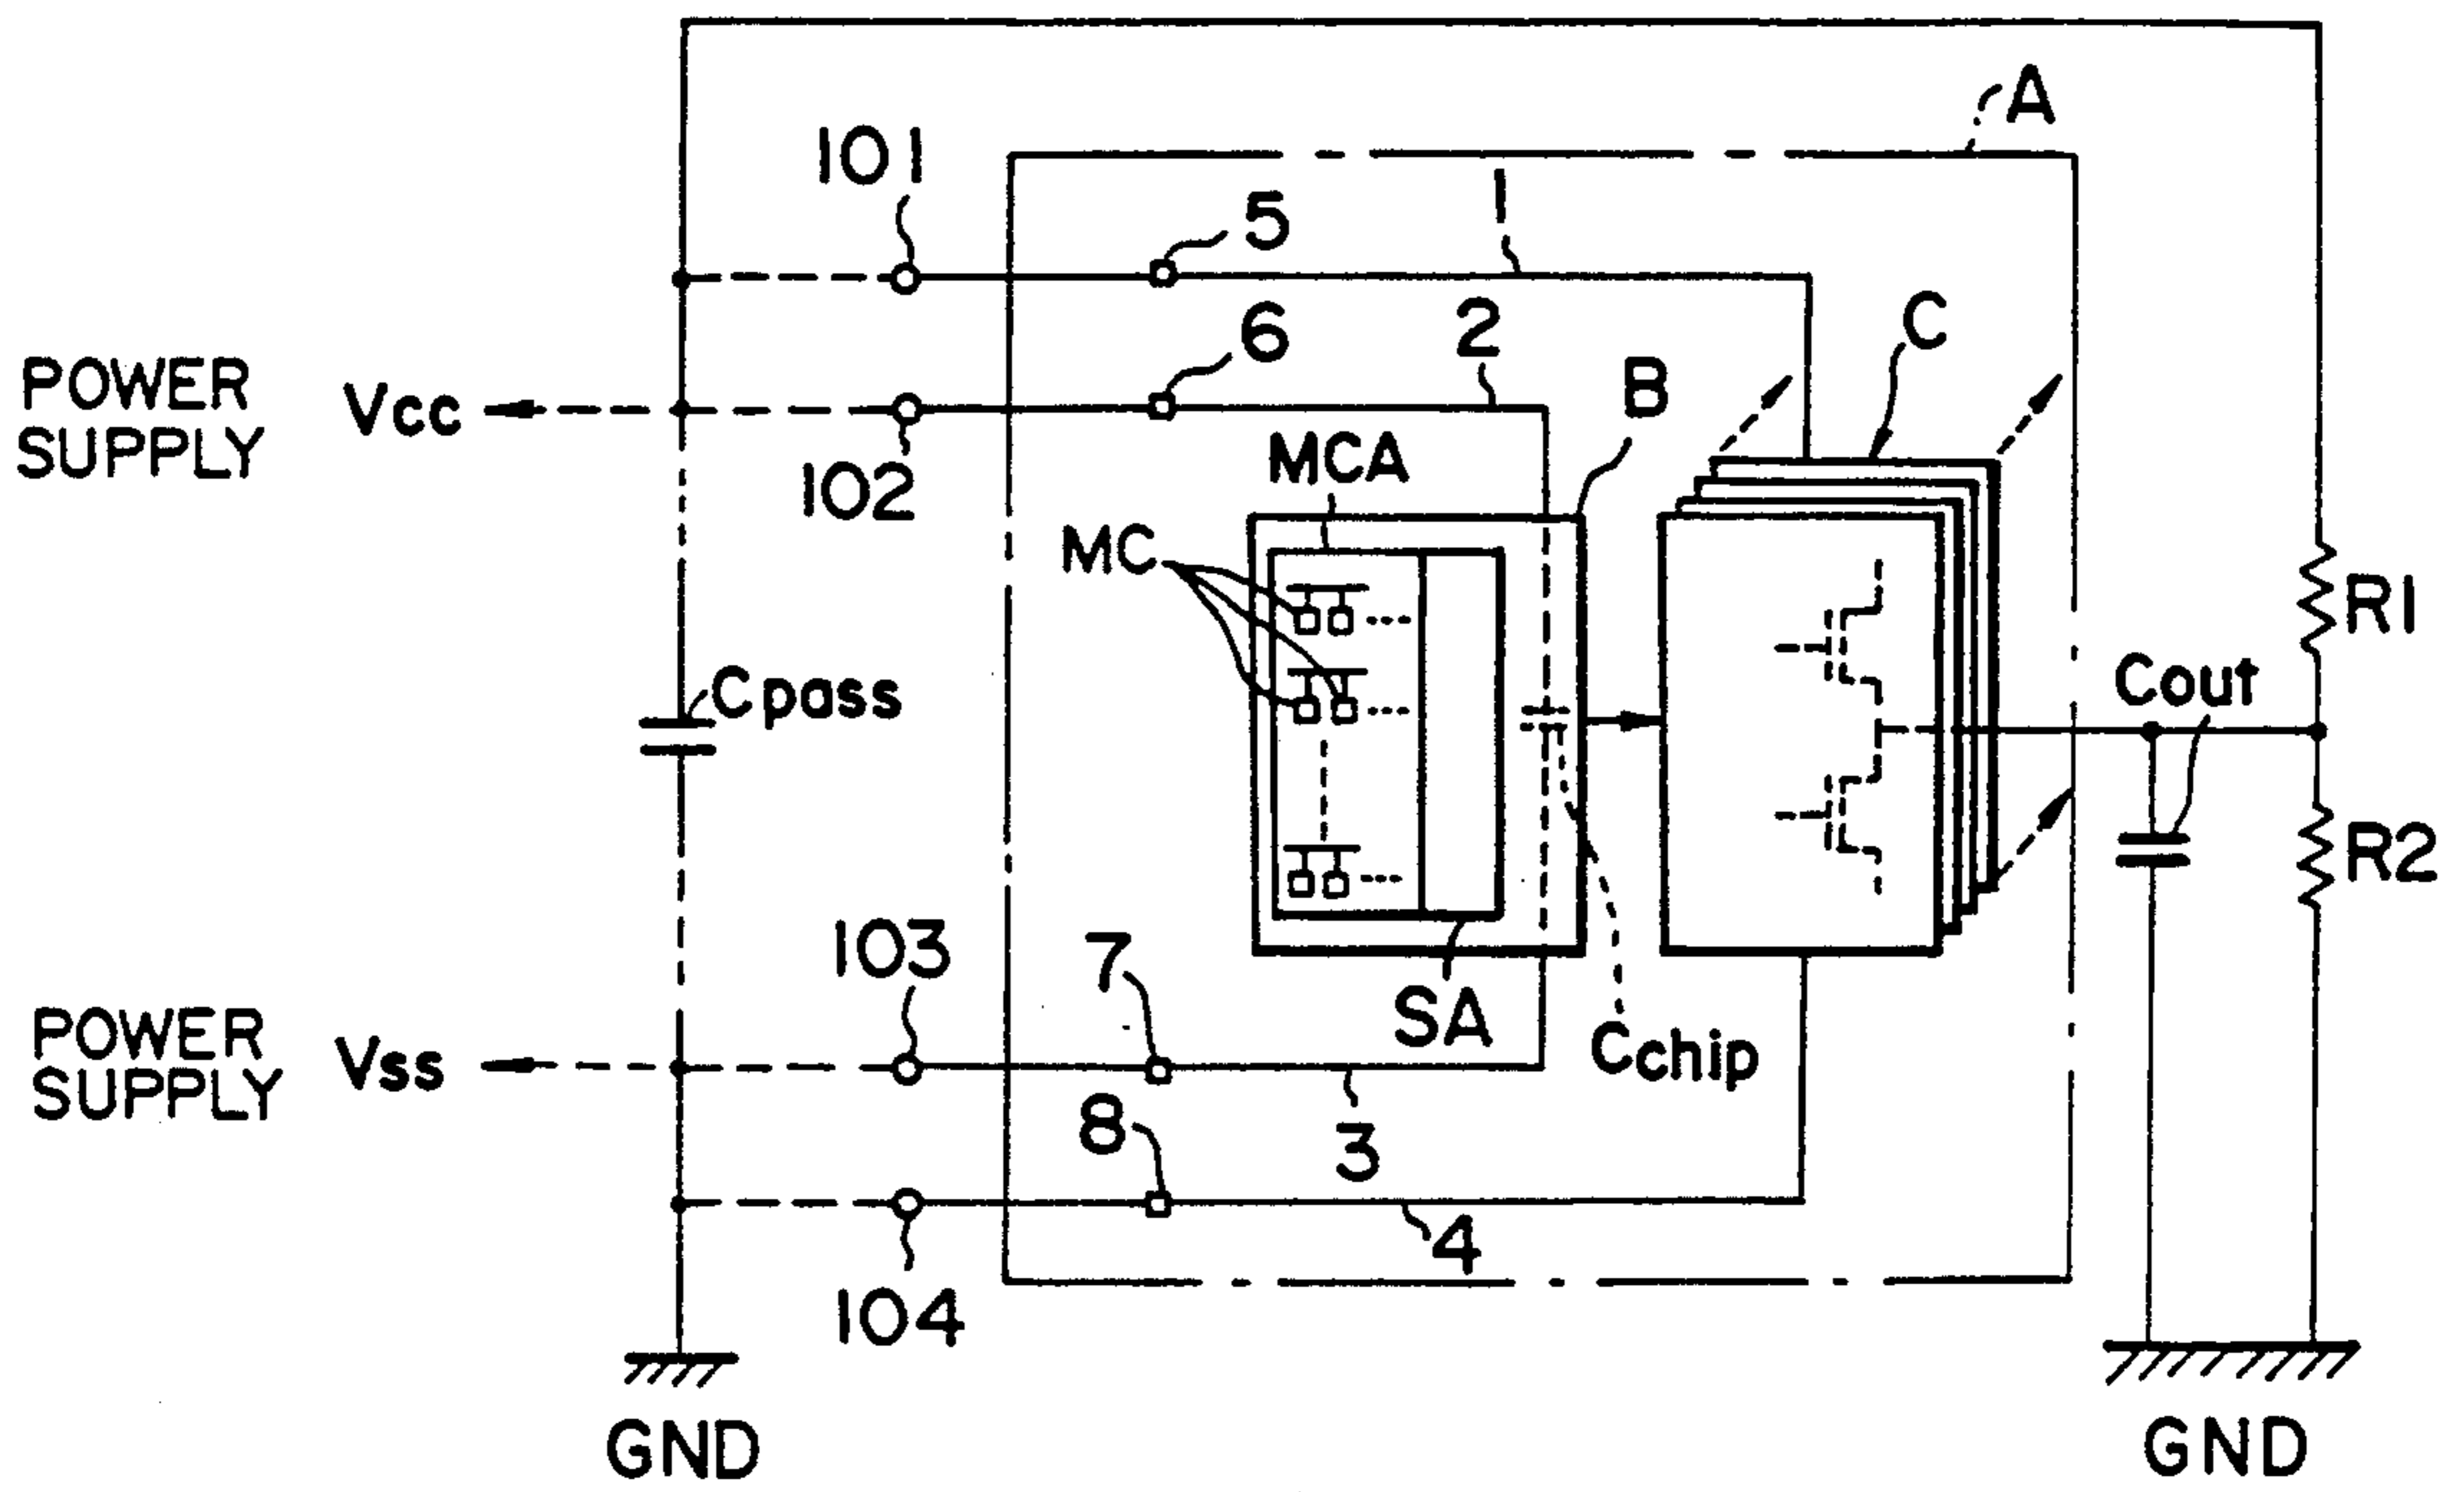 A
101
1
5
6
2
C
B
POWER
SUPPLY
Vcc
102
MCA
MC
R1
Cpass
Cout
R2
103
7
SA
Cchip
POWER
SUPPLY
Vss
8
3
4
104
GND
GND